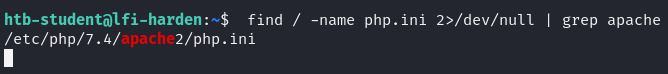 htb-student@lfi-harden:~$  find / -name php.ini 2>/dev/null | grep apache
/etc/php/7.4/apache2/php.ini